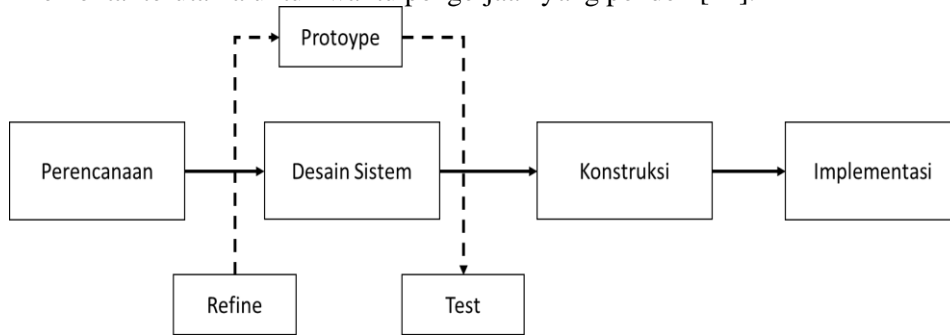 Protoype
Perencanaan
Desain Sistem
Konstruksi
Implementasi
Refine
Test